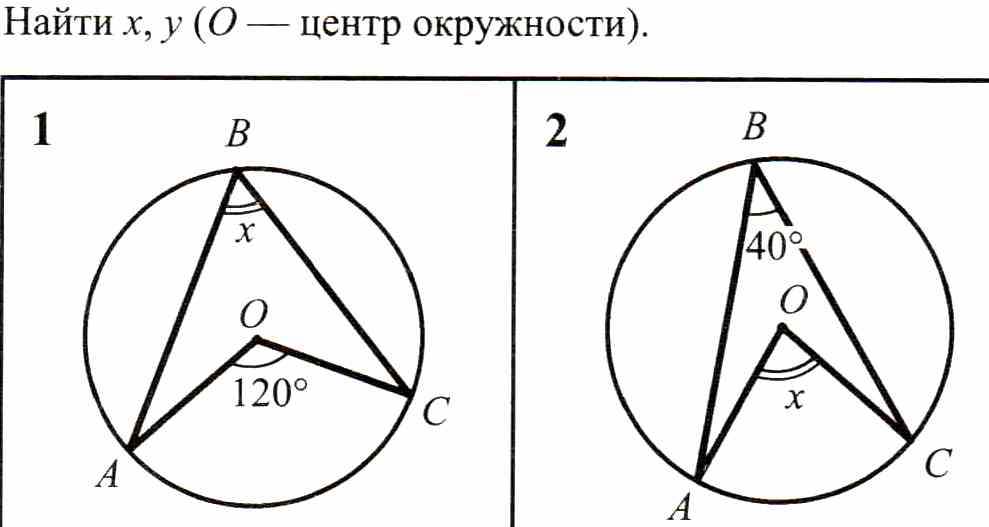 Найти x, y (O — центр окружности).
1
B
x
O
120°
A
C
2
B
40°
O
x
A
C